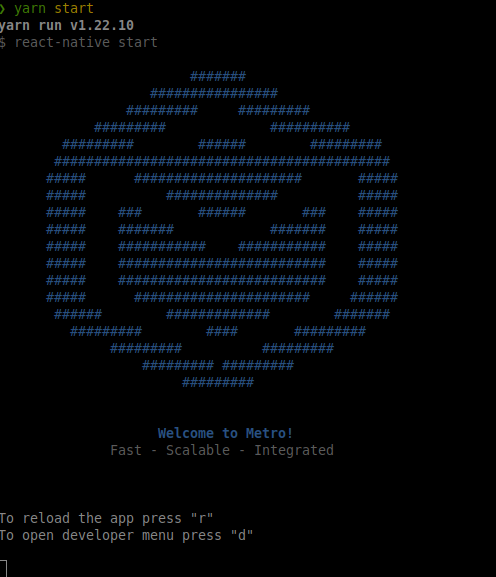 ❯ yarn start
yarn run v1.22.10
$ react-native start
#######
################
######### #########
######### ##########
######### ###### #########
##########################################
##### ##################### #####
##### ############## #####
##### ### ###### ### #####
##### ####### ####### #####
##### ########### ########### #####
##### ########################## #####
##### ########################## #####
##### ###################### ######
###### ############# #######
######### #### #########
######### #########
######### #########
#########
Welcome to Metro!
Fast - Scalable - Integrated
To reload the app press "r"
To open developer menu press "d"